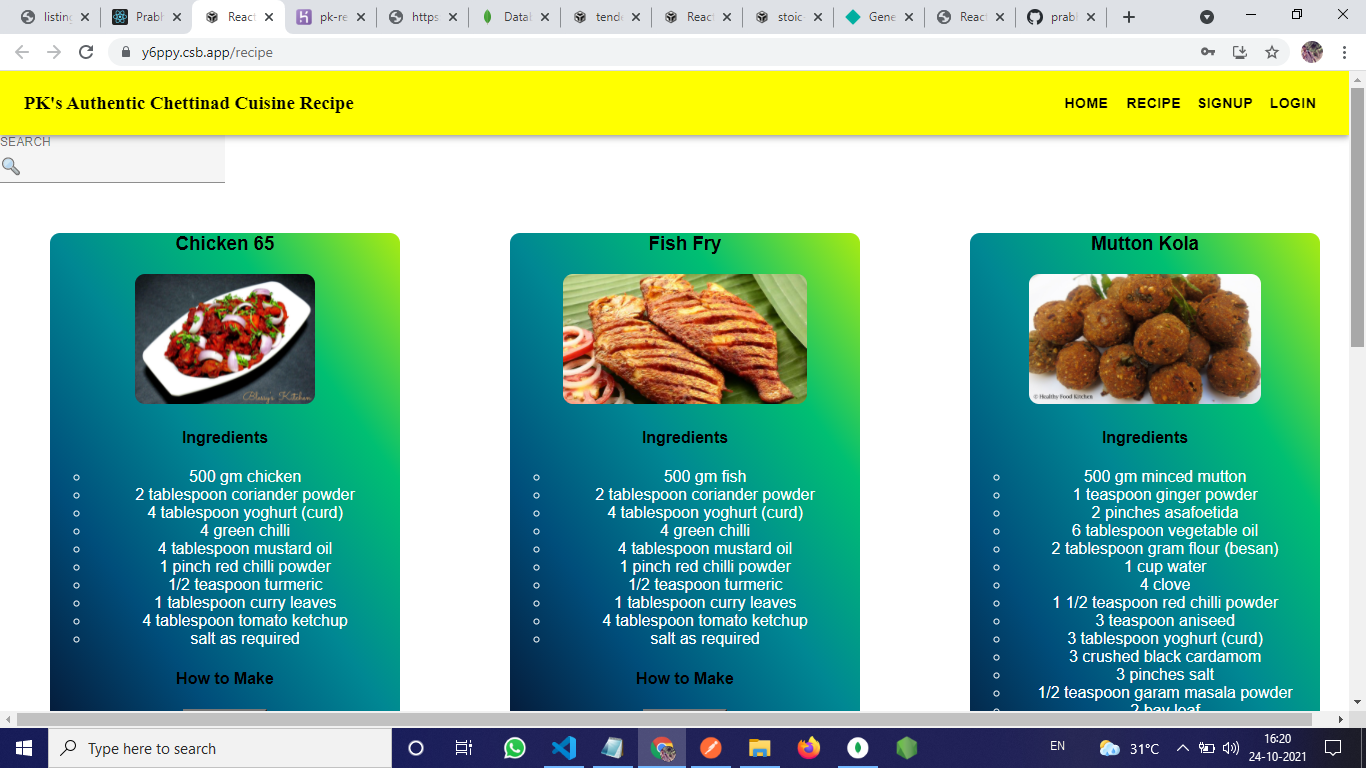 listing
Prabh
React
pk-re
https
Datal
tende
React
stoic-
Gene
React
prabl
y6ppy.csb.app/recipe
PK's Authentic Chettinad Cuisine Recipe
HOME RECIPE SIGNUP LOGIN
SEARCH
Chicken 65
Blessy's Kitchen
Ingredients
500 gm chicken
2 tablespoon coriander powder
4 tablespoon yoghurt (curd)
4 green chilli
4 tablespoon mustard oil
1 pinch red chilli powder
1/2 teaspoon turmeric
1 tablespoon curry leaves
4 tablespoon tomato ketchup
salt as required
How to Make
Fish Fry
Ingredients
500 gm fish
2 tablespoon coriander powder
4 tablespoon yoghurt (curd)
4 green chilli
4 tablespoon mustard oil
1 pinch red chilli powder
1/2 teaspoon turmeric
1 tablespoon curry leaves
4 tablespoon tomato ketchup
salt as required
How to Make
Mutton Kola
© Healthy Food Kitchen
Ingredients
500 gm minced mutton
1 teaspoon ginger powder
2 pinches asafoetida
6 tablespoon vegetable oil
2 tablespoon gram flour (besan)
1 cup water
4 clove
1 1/2 teaspoon red chilli powder
3 teaspoon aniseed
3 tablespoon yoghurt (curd)
3 crushed black cardamom
3 pinches salt
1/2 teaspoon garam masala powder
2 bay leaf
Type here to search
EN
31°C
16:20
24-10-2021